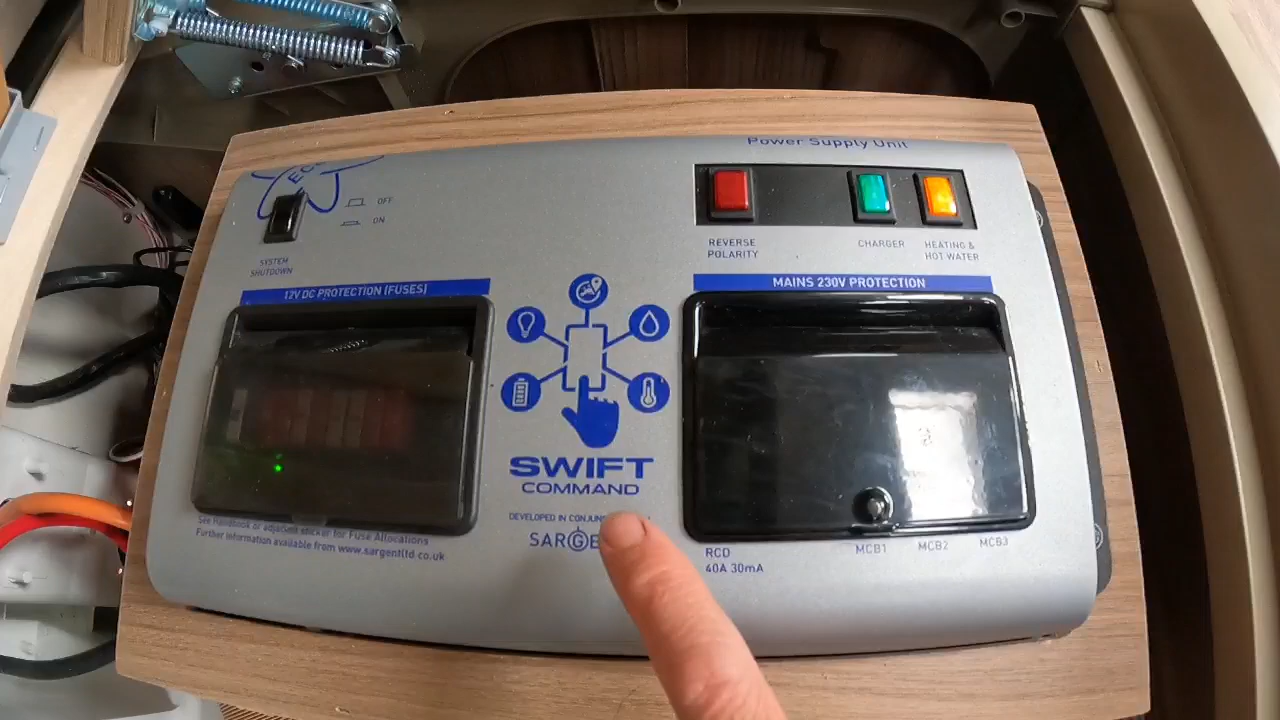 Power Supply Unit
OFF
ON
SYSTEM
SHUTDOWN
REVERSE
POLARITY
CHARGER
HEATING &
HOT WATER
12V DC PROTECTION (FUSES)
MAINS 230V PROTECTION
SWIFT
COMMAND
DEVELOPED IN
See Handbook or adjacent sticker for Fuse Allocations
Further information available from www.sargentltd.co.uk
RCD
40A 30mA
MCB1
MCB2
MCB3